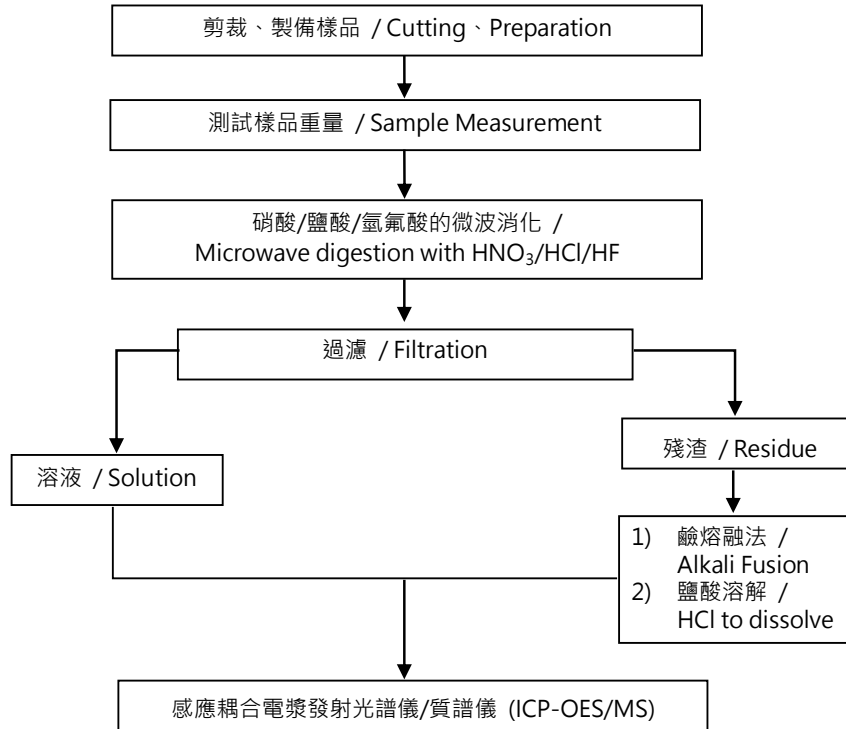 剪裁、製備樣品 / Cutting、Preparation
測試樣品重量 / Sample Measurement
硝酸/鹽酸/氫氟酸的微波消化 /
Microwave digestion with HNO₃/HCl/HF
過濾 / Filtration
溶液 / Solution
殘渣 / Residue
1) 鹼熔融法 /
Alkali Fusion
2) 鹽酸溶解 /
HCl to dissolve
感應耦合電漿發射光譜儀/質譜儀 (ICP-OES/MS)